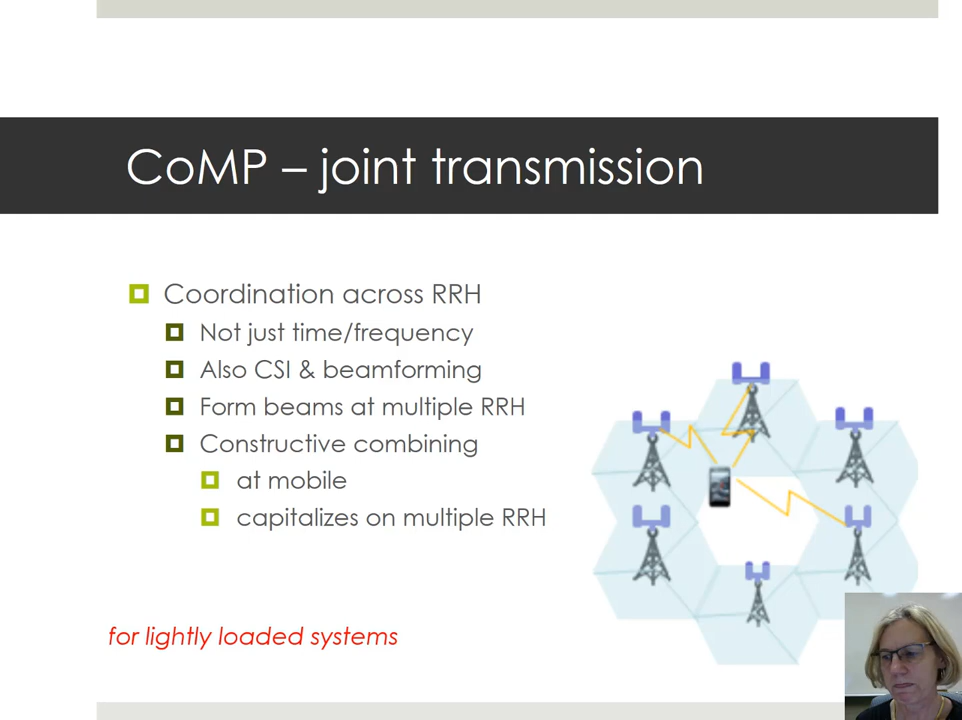 CoMP – joint transmission
Coordination across RRH
Not just time/frequency
Also CSI & beamforming
Form beams at multiple RRH
Constructive combining
at mobile
capitalizes on multiple RRH
for lightly loaded systems